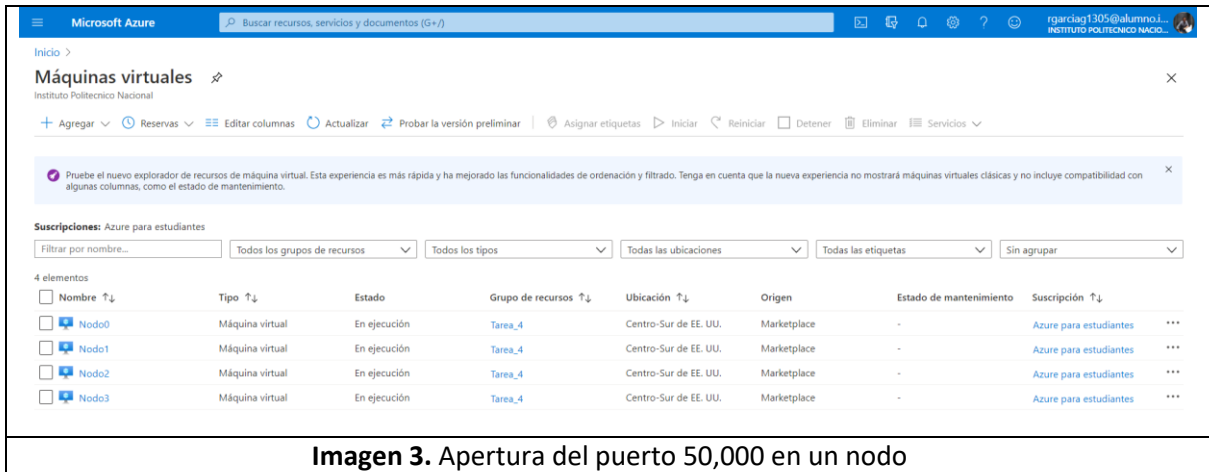 Microsoft Azure
Buscar recursos, servicios y documentos (G+/)
rgarciag1305@alumno.i...
INSTITUTO POLITECNICO NACIO...
Inicio >
Máquinas virtuales
Instituto Politecnico Nacional
Agregar Reservas Editar columnas Actualizar Probar la versión preliminar Asignar etiquetas Iniciar Reiniciar Detener Eliminar Servicios
Pruebe el nuevo explorador de recursos de máquina virtual. Esta experiencia es más rápida y ha mejorado las funcionalidades de ordenación y filtrado. Tenga en cuenta que la nueva experiencia no mostrará máquinas virtuales clásicas y no incluye compatibilidad con
algunas columnas, como el estado de mantenimiento.
Suscripciones: Azure para estudiantes
Filtrar por nombre... Todos los grupos de recursos Todos los tipos Todas las ubicaciones Todas las etiquetas Sin agrupar
4 elementos
Nombre ↑↓ Tipo ↑↓ Estado Grupo de recursos ↑↓ Ubicación ↑↓ Origen Estado de mantenimiento Suscripción ↑↓
Nodo0 Máquina virtual En ejecución Tarea_4 Centro-Sur de EE. UU. Marketplace - Azure para estudiantes ...
Nodo1 Máquina virtual En ejecución Tarea_4 Centro-Sur de EE. UU. Marketplace - Azure para estudiantes ...
Nodo2 Máquina virtual En ejecución Tarea_4 Centro-Sur de EE. UU. Marketplace - Azure para estudiantes ...
Nodo3 Máquina virtual En ejecución Tarea_4 Centro-Sur de EE. UU. Marketplace - Azure para estudiantes ...
Imagen 3. Apertura del puerto 50,000 en un nodo